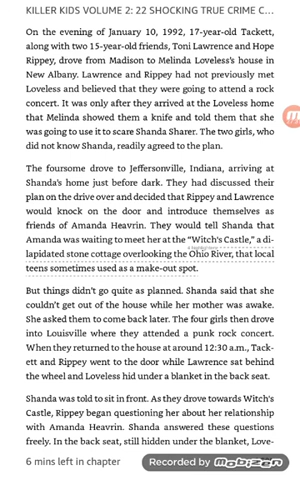 KILLER KIDS VOLUME 2: 22 SHOCKING TRUE CRIME C...
On the evening of January 10, 1992, 17-year-old Tackett,
along with two 15-year-old friends, Toni Lawrence and Hope
Rippey, drove from Madison to Melinda Loveless's house in
New Albany. Lawrence and Rippey had not previously met
Loveless and believed that they were going to attend a rock
concert. It was only after they arrived at the Loveless home
that Melinda showed them a knife and told them that she
was going to use it to scare Shanda Sharer. The two girls, who
did not know Shanda, readily agreed to the plan.
The foursome drove to Jeffersonville, Indiana, arriving at
Shanda's home just before dark. They had discussed their
plan on the drive over and decided that Rippey and Lawrence
would knock on the door and introduce themselves as
friends of Amanda Heavrin. They would tell Shanda that
Amanda was waiting to meet her at the "Witch's Castle," a di-
lapidated stone cottage overlooking the Ohio River, that local
teens sometimes used as a make-out spot.
But things didn't go quite as planned. Shanda said that she
couldn't get out of the house while her mother was awake.
She asked them to come back later. The four girls then drove
into Louisville where they attended a punk rock concert.
When they returned to the house at around 12:30 a.m., Tack-
ett and Rippey went to the door while Lawrence sat behind
the wheel and Loveless hid under a blanket in the back seat.
Shanda was told to sit in front. As they drove towards Witch's
Castle, Rippey began questioning her about her relationship
with Amanda Heavrin. Shanda answered these questions
freely. In the back seat, still hidden under the blanket, Love-
6 mins left in chapter
Recorded by Mobizen